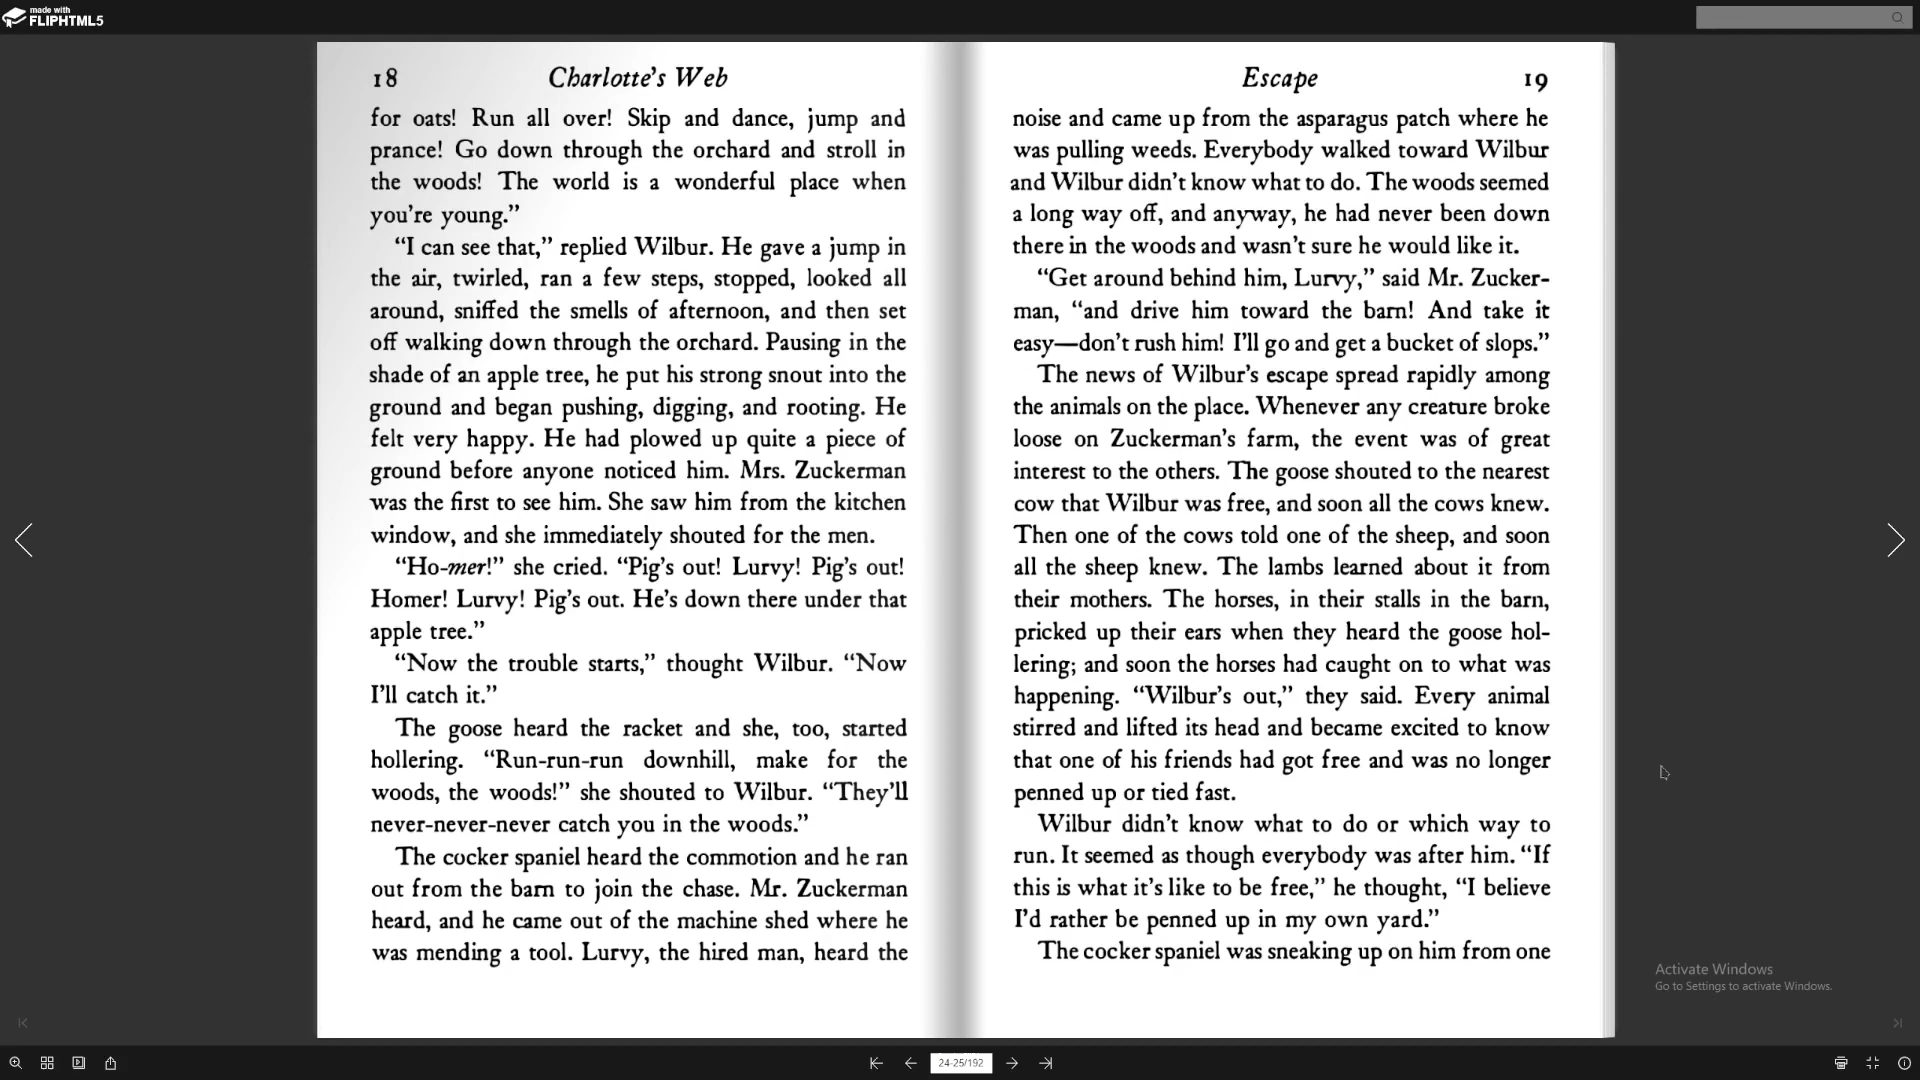 made with
FLIPHTML5
18 Charlotte's Web
for oats! Run all over! Skip and dance, jump and
prance! Go down through the orchard and stroll in
the woods! The world is a wonderful place when
you're young.”
“I can see that,” replied Wilbur. He gave a jump in
the air, twirled, ran a few steps, stopped, looked all
around, sniffed the smells of afternoon, and then set
off walking down through the orchard. Pausing in the
shade of an apple tree, he put his strong snout into the
ground and began pushing, digging, and rooting. He
felt very happy. He had plowed up quite a piece of
ground before anyone noticed him. Mrs. Zuckerman
was the first to see him. She saw him from the kitchen
window, and she immediately shouted for the men.
“Ho-mer!” she cried. “Pig's out! Lurvy! Pig's out!
Homer! Lurvy! Pig's out. He's down there under that
apple tree.”
“Now the trouble starts,” thought Wilbur. “Now
I'll catch it.”
The goose heard the racket and she, too, started
hollering. “Run-run-run downhill, make for the
woods, the woods!” she shouted to Wilbur. “They'll
never-never-never catch you in the woods.”
The cocker spaniel heard the commotion and he ran
out from the barn to join the chase. Mr. Zuckerman
heard, and he came out of the machine shed where he
was mending a tool. Lurvy, the hired man, heard the
Escape 19
noise and came up from the asparagus patch where he
was pulling weeds. Everybody walked toward Wilbur
and Wilbur didn't know what to do. The woods seemed
a long way off, and anyway, he had never been down
there in the woods and wasn't sure he would like it.
“Get around behind him, Lurvy,” said Mr. Zucker-
man, “and drive him toward the barn! And take it
easy—don't rush him! I'll go and get a bucket of slops.”
The news of Wilbur's escape spread rapidly among
the animals on the place. Whenever any creature broke
loose on Zuckerman's farm, the event was of great
interest to the others. The goose shouted to the nearest
cow that Wilbur was free, and soon all the cows knew.
Then one of the cows told one of the sheep, and soon
all the sheep knew. The lambs learned about it from
their mothers. The horses, in their stalls in the barn,
pricked up their ears when they heard the goose hol-
lering; and soon the horses had caught on to what was
happening. “Wilbur's out,” they said. Every animal
stirred and lifted its head and became excited to know
that one of his friends had got free and was no longer
penned up or tied fast.
Wilbur didn't know what to do or which way to
run. It seemed as though everybody was after him. “If
this is what it's like to be free,” he thought, “I believe
I'd rather be penned up in my own yard.”
The cocker spaniel was sneaking up on him from one
Activate Windows
Go to Settings to activate Windows.
24-25/192